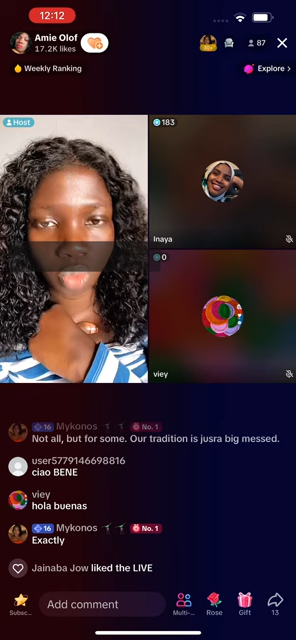 12:12
Amie Olof
17.2K likes
87
Weekly Ranking
Explore >
Host
183
Inaya
0
viey
16 Mykonos No. 1
Not all, but for some. Our tradition is jusra big messed.
user5779146698816
ciao BENE
viey
hola buenas
16 Mykonos No. 1
Exactly
Jainaba Jow liked the LIVE
Subsc...
Add comment
Multi-...
Rose
Gift
13